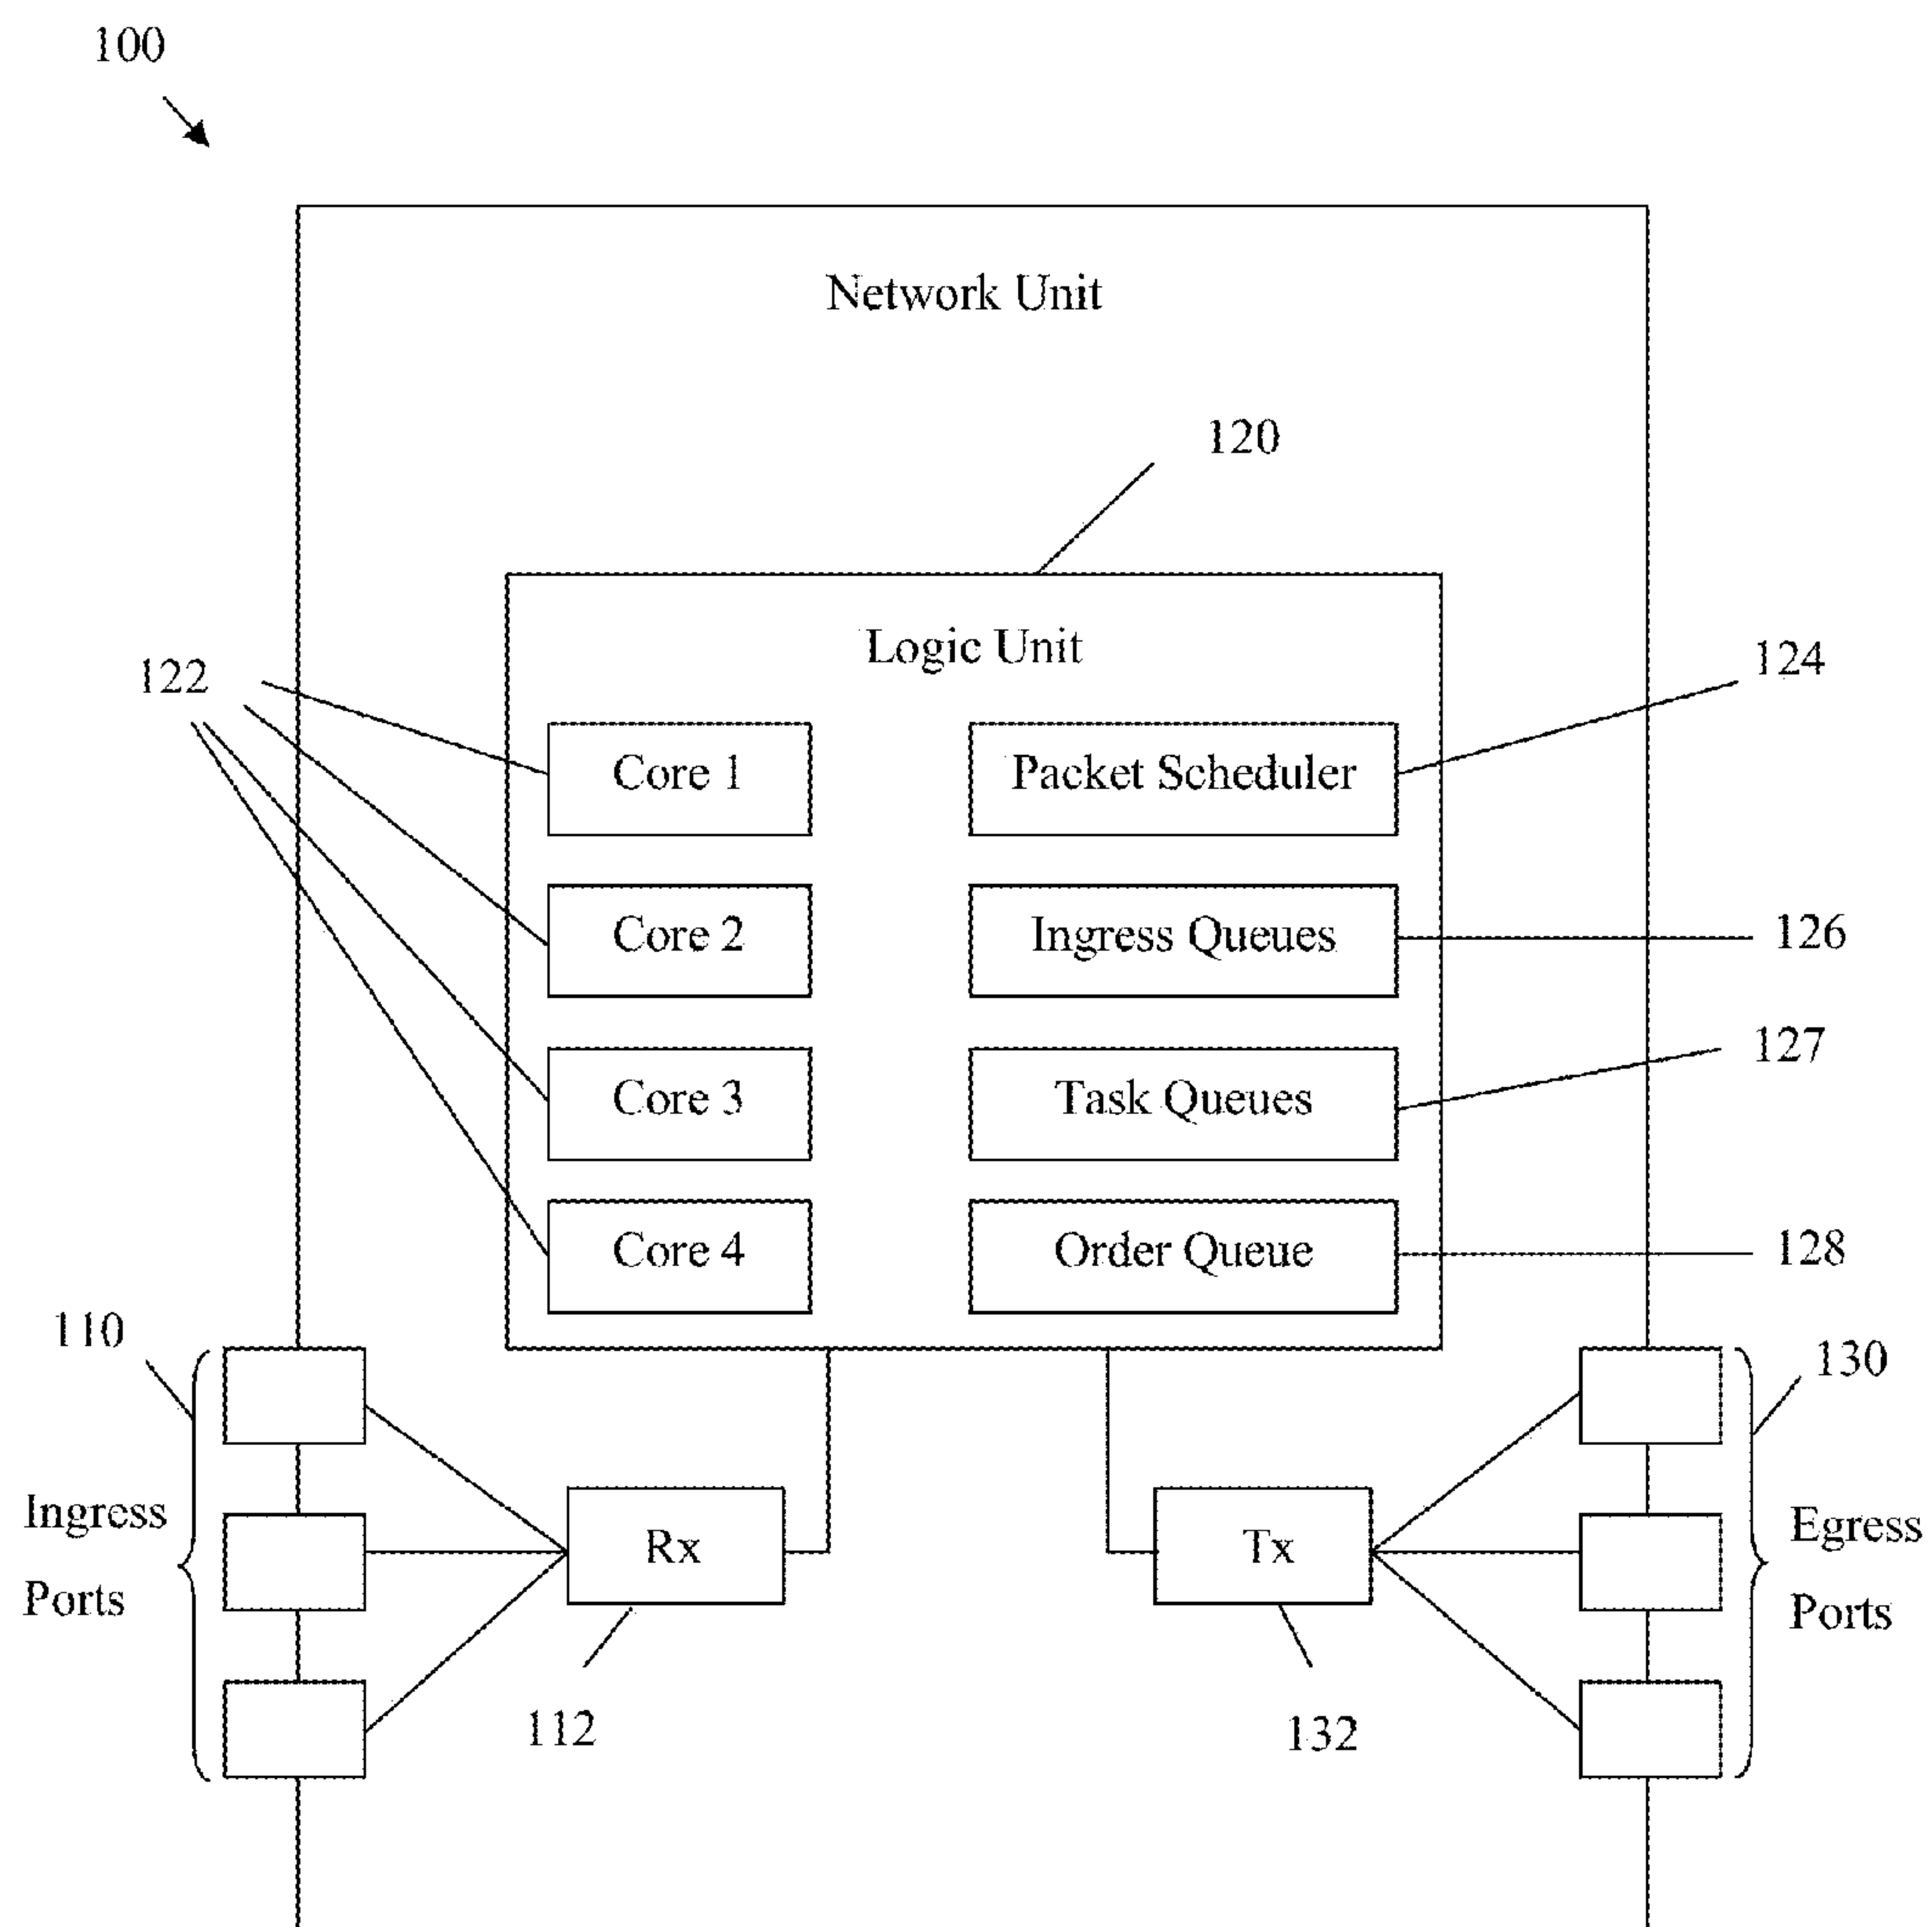 100
Network Unit
120
Logic Unit
122
124
Core 1
Packet Scheduler
Core 2
Ingress Queues
126
127
Core 3
Task Queues
Core 4
Order Queue
128
110
130
Ingress
Ports
Rx
Tx
Egress
Ports
112
132